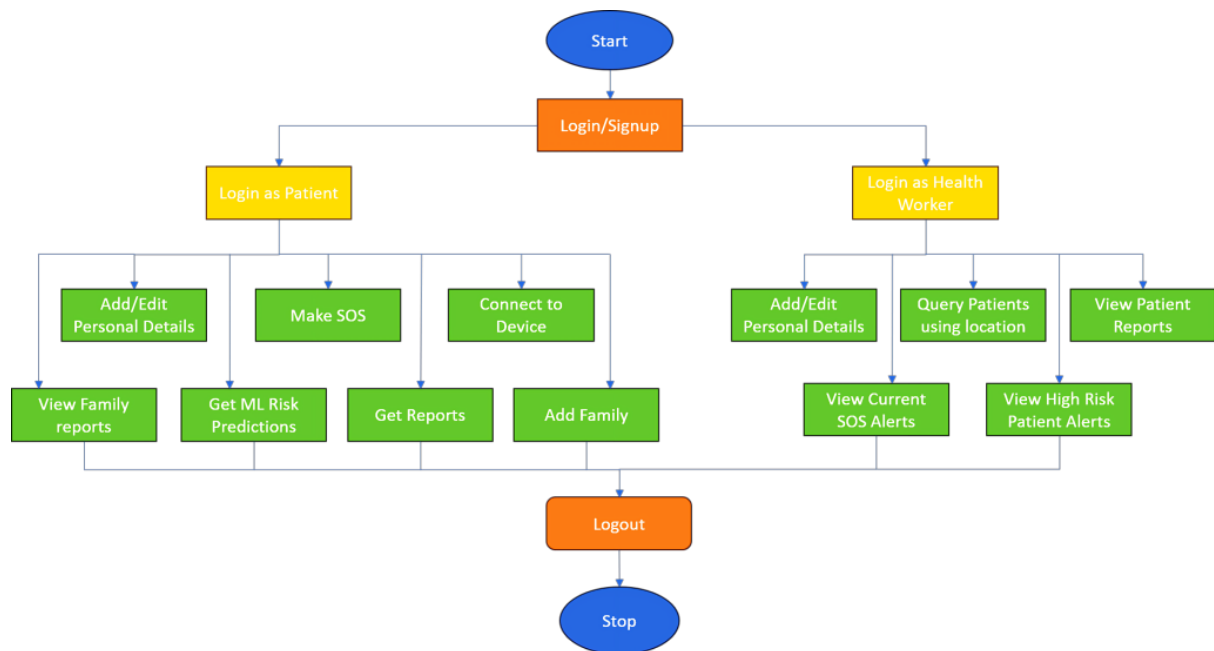 Start
Login/Signup
Login as Patient
Login as Health
Worker
Add/Edit
Personal Details
Make SOS
Connect to
Device
Add/Edit
Personal Details
Query Patients
using location
View Patient
Reports
View Family
reports
Get ML Risk
Predictions
Get Reports
Add Family
View Current
SOS Alerts
View High Risk
Patient Alerts
Logout
Stop